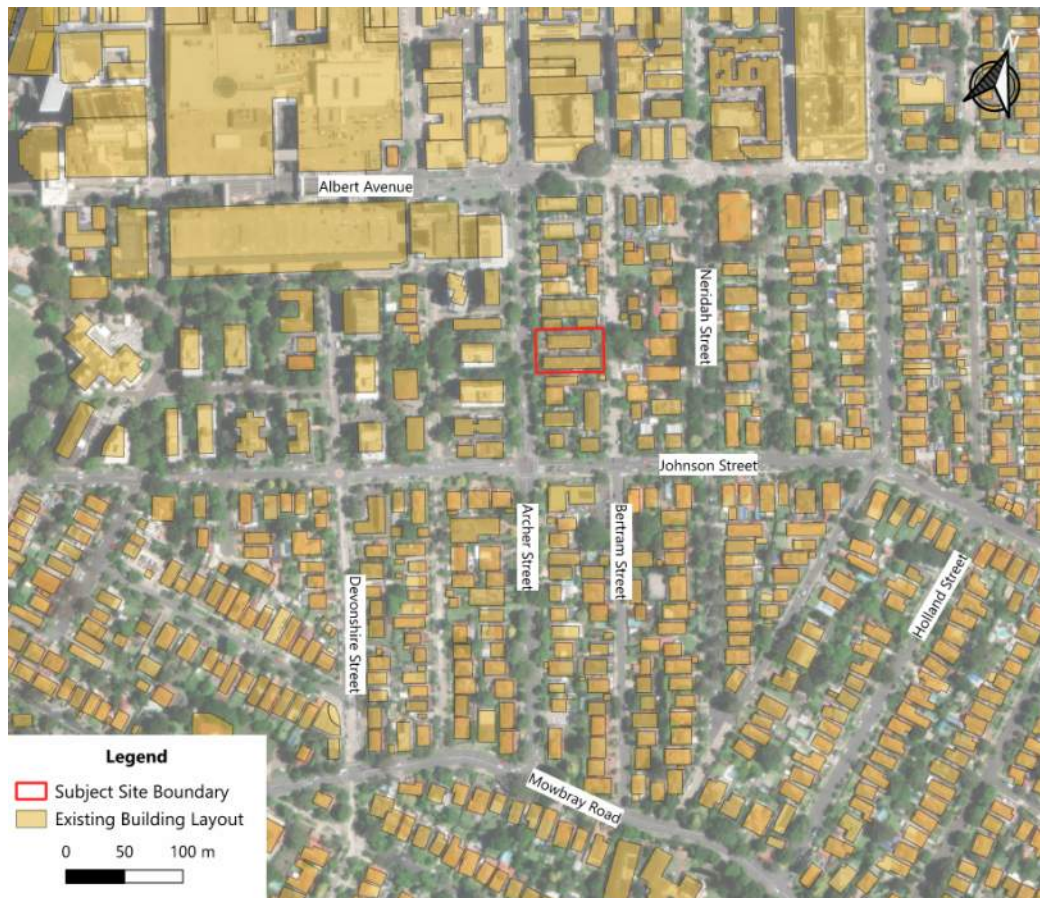 N
Albert Avenue
Neridah Street
Johnson Street
Archer Street
Bertram Street
Holland Street
Devonshire Street
Mowbray Road
Legend
Subject Site Boundary
Existing Building Layout
0 50 100 m